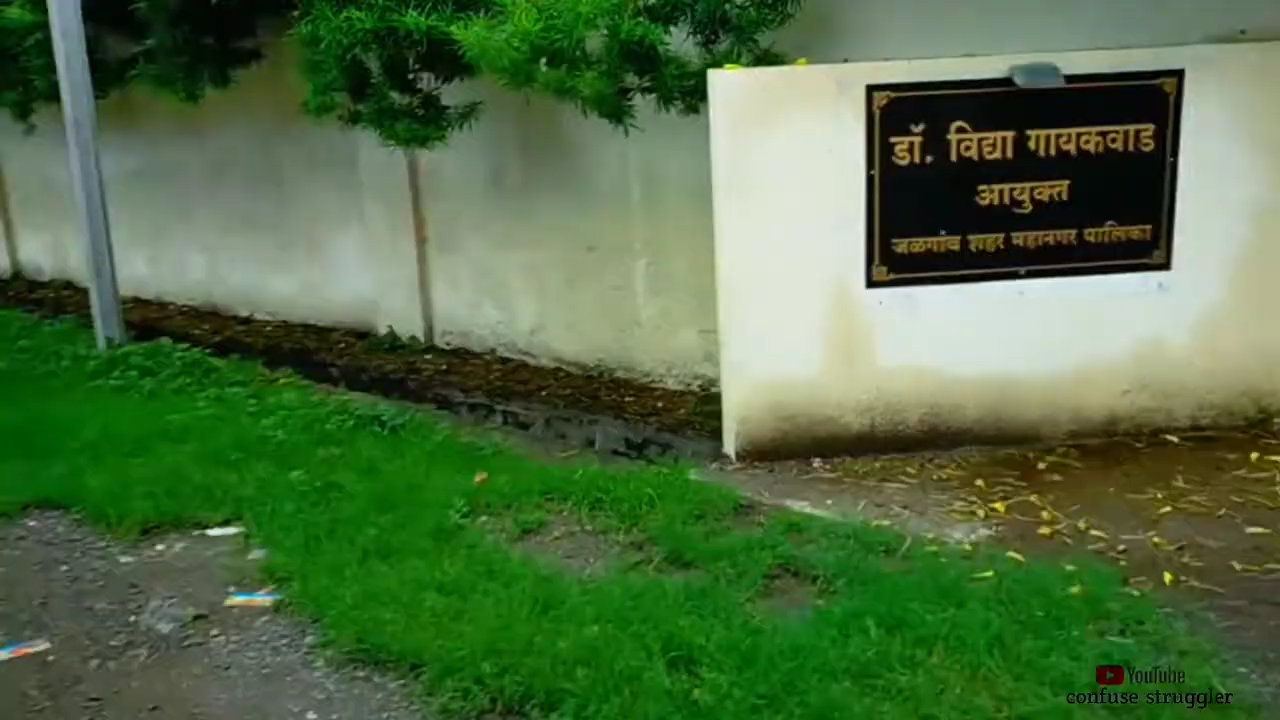 डॉ. विद्या गायकवाड
आयुक्त
जळगांव शहर महानगर पालिका
YouTube
confuse struggler